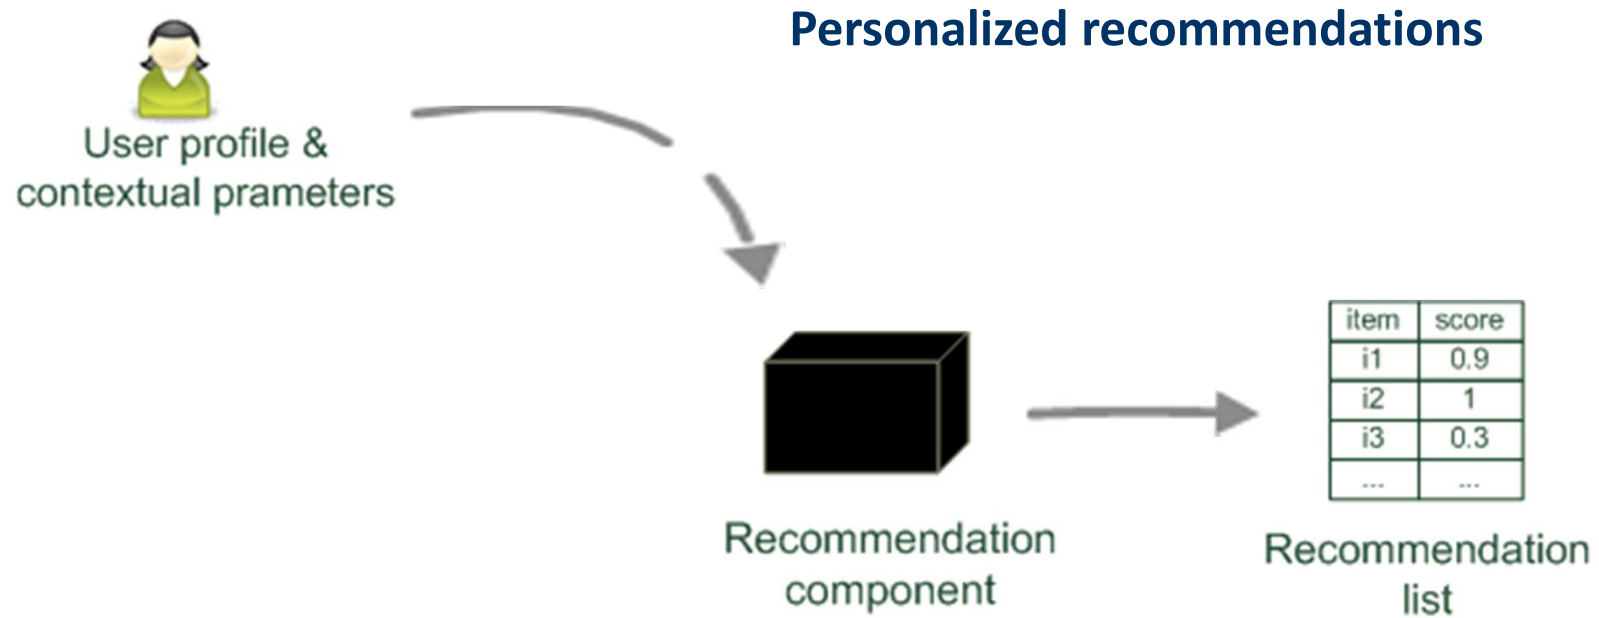 Personalized recommendations
User profile &
contextual prameters
item score
i1 0.9
i2 1
i3 0.3
... ...
Recommendation
component
Recommendation
list